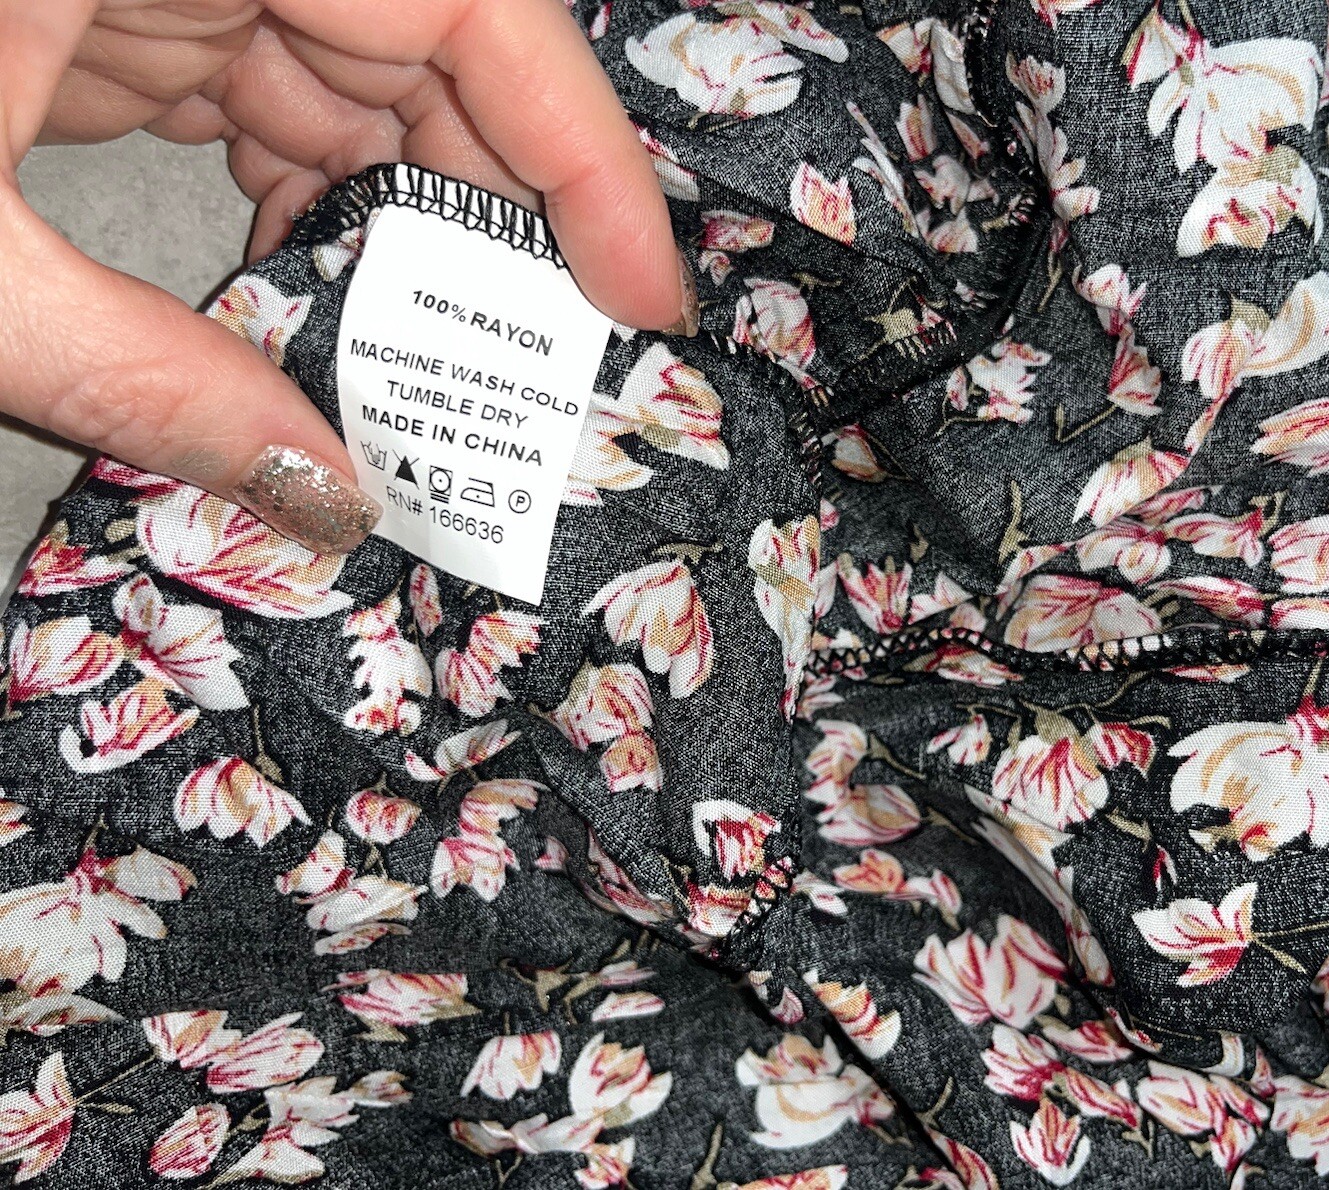 100% RAYON
MACHINE WASH COLD
TUMBLE DRY
MADE IN CHINA
P
RN# 166636